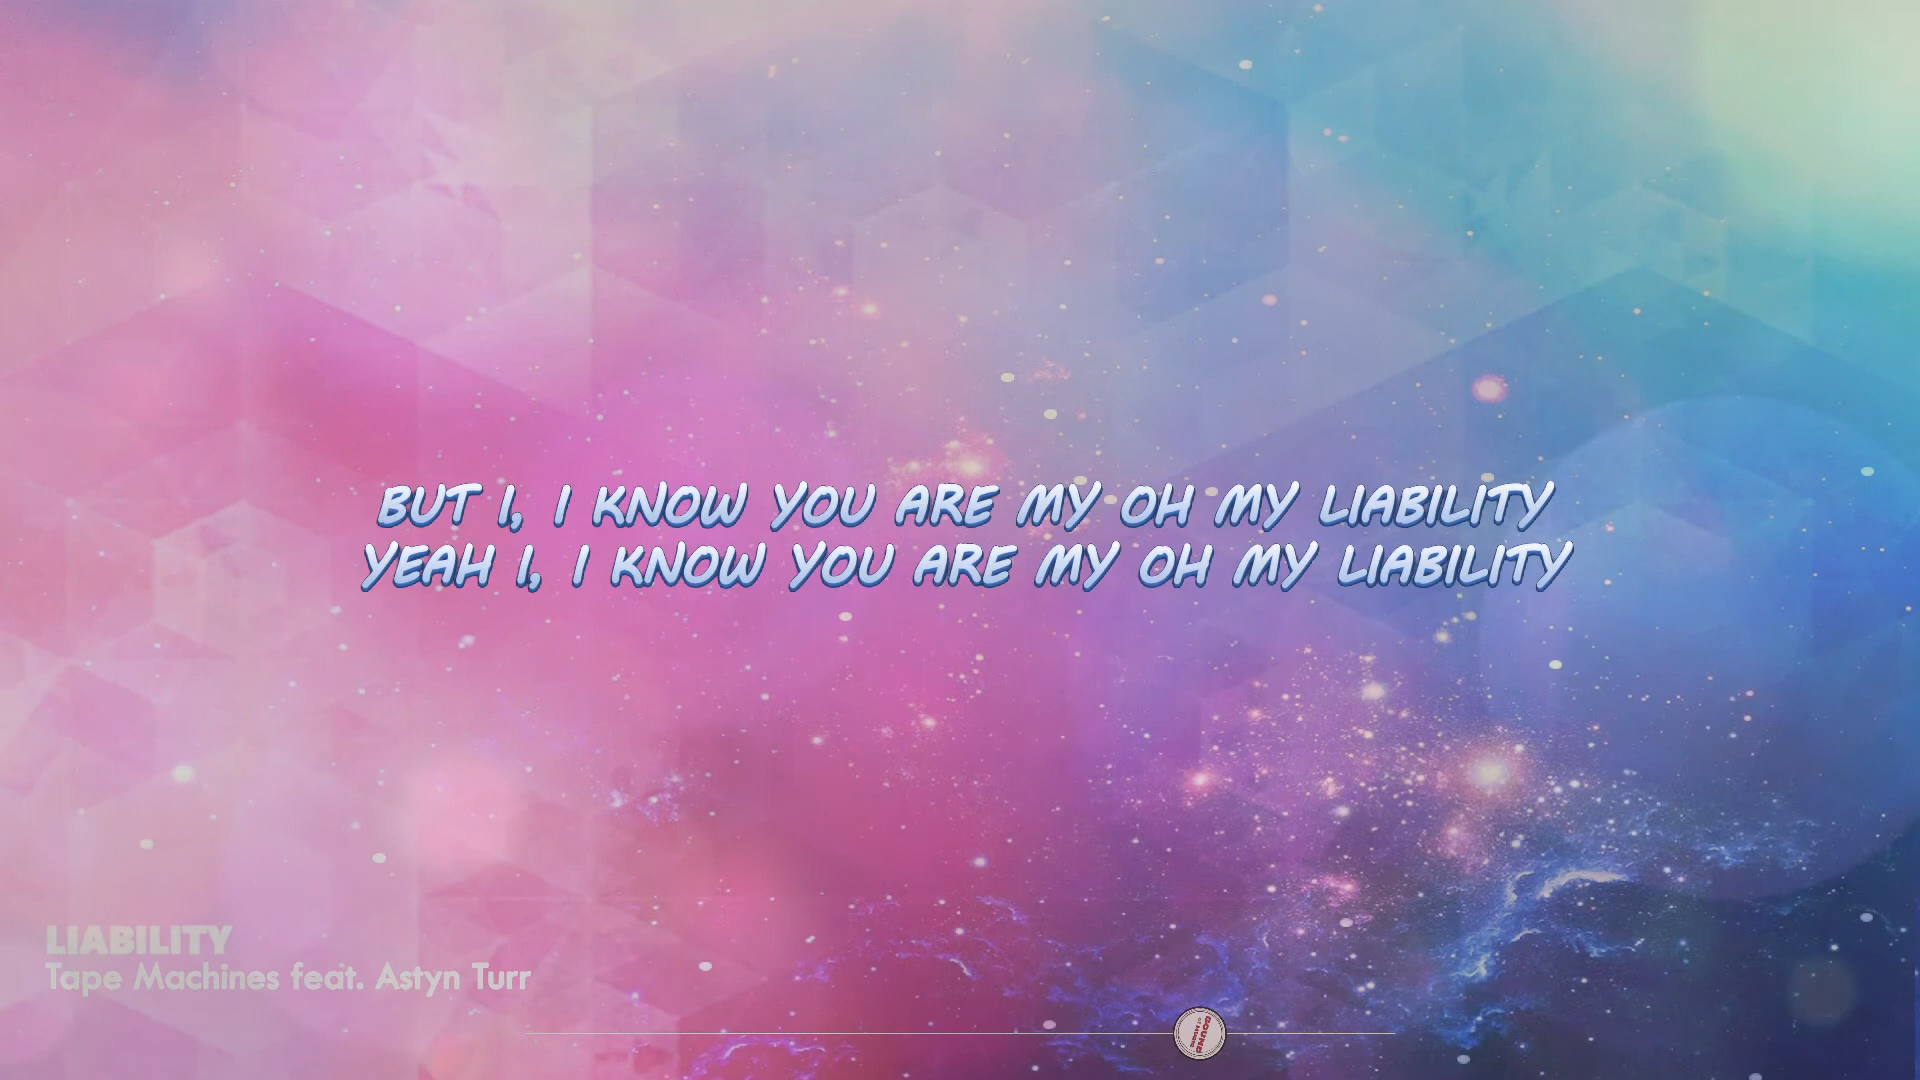 BUT I, I KNOW YOU ARE MY OH MY LIABILITY
YEAH I, I KNOW YOU ARE MY OH MY LIABILITY
LIABILITY
Tape Machines feat. Astyn Turr